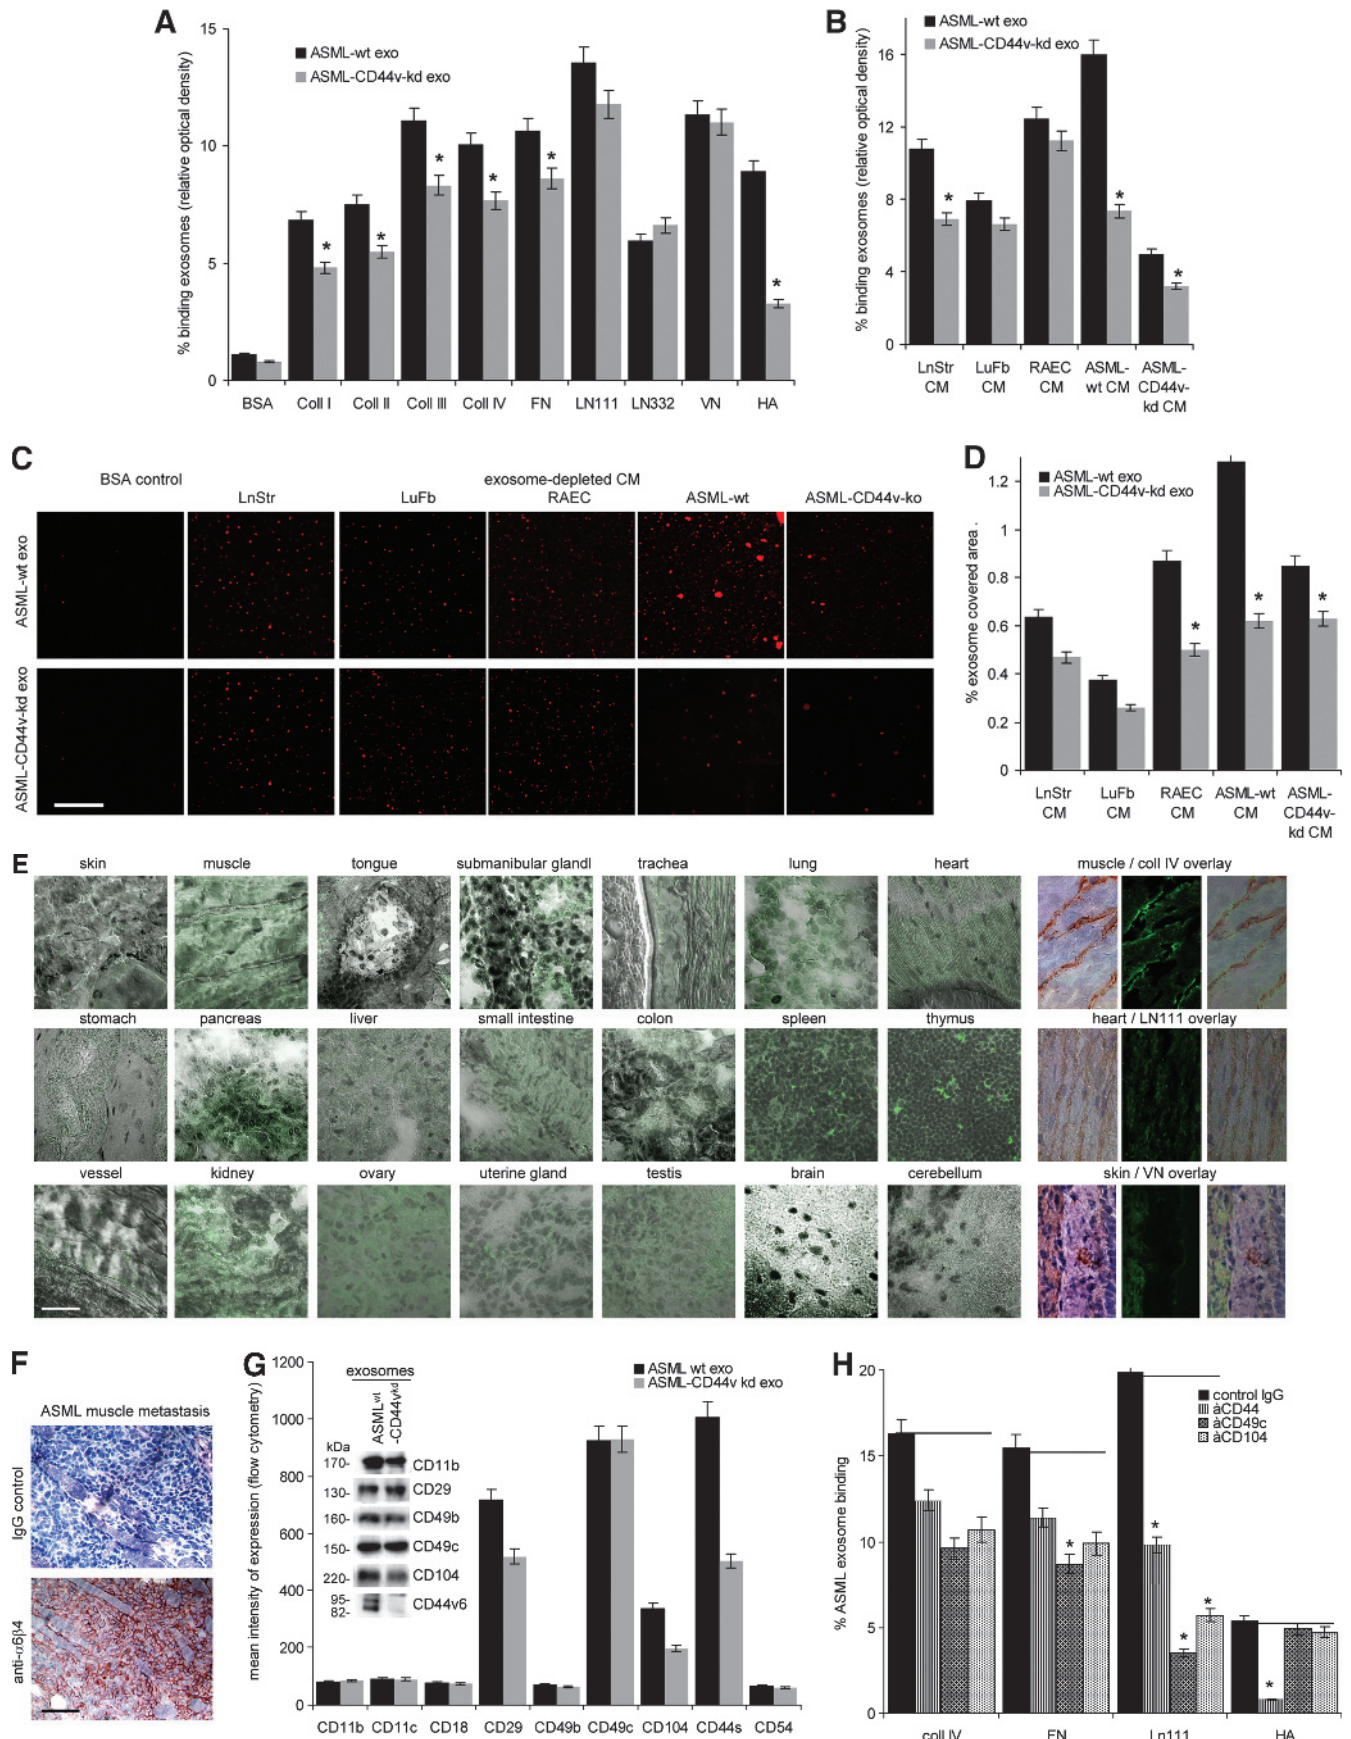 A
15
10
5
0
% binding exosomes (relative optical density)
ASML-wt exo
ASML-CD44v-kd exo
*
*
*
*
*
*
BSA Coll I Coll II Coll III Coll IV FN LN111 LN332 VN HA
B
16
12
8
4
0
% binding exosomes (relative optical density)
ASML-wt exo
ASML-CD44v-kd exo
*
*
*
LnStr LuFb RAEC ASML- ASML-
CM CM CM wt CM CD44v-
kd CM
C
BSA control exosome-depleted CM
LnStr LuFb RAEC ASML-wt ASML-CD44v-ko
ASML-wt exo
ASML-CD44v-kd exo
D
1.2
1
0.8
0.6
0.4
0.2
0
% exosome covered area .
ASML-wt exo
ASML-CD44v-kd exo
*
*
*
LnStr LuFb RAEC ASML-wt ASML-
CM CM CM CM CD44v-
kd CM
E
skin muscle tongue submanibular glandl trachea lung heart muscle / coll IV overlay
stomach pancreas liver small intestine colon spleen thymus heart / LN111 overlay
vessel kidney ovary uterine gland testis brain cerebellum skin / VN overlay
F
ASML muscle metastasis
IgG control
anti-α6β4
G
1200
1000
800
600
400
200
0
mean intensity of expression (flow cytometry)
exosomes
ASMLwt
-CD44vkd
kDa
170- CD11b
130- CD29
160- CD49b
150- CD49c
220- CD104
95-
82- CD44v6
ASML wt exo
ASML-CD44v kd exo
CD11b CD11c CD18 CD29 CD49b CD49c CD104 CD44s CD54
H
20
15
10
5
0
% ASML exosome binding
control IgG
àCD44
àCD49c
àCD104
*
*
*
*
*
coll IV FN Ln111 HA